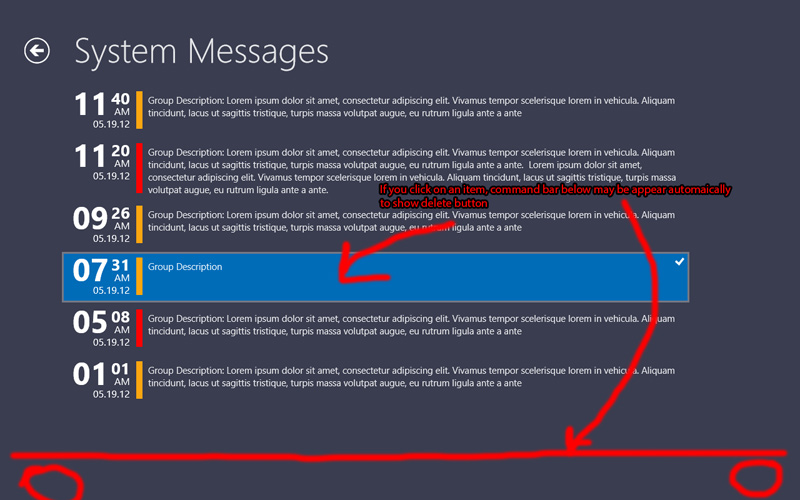 System Messages
11 40 AM 05.19.12
Group Description: Lorem ipsum dolor sit amet, consectetur adipiscing elit. Vivamus tempor scelerisque lorem in vehicula. Aliquam
tincidunt, lacus ut sagittis tristique, turpis massa volutpat augue, eu rutrum ligula ante a ante
11 20 AM 05.19.12
Group Description: Lorem ipsum dolor sit amet, consectetur adipiscing elit. Vivamus tempor scelerisque lorem in vehicula. Aliquam
tincidunt, lacus ut sagittis tristique, turpis massa volutpat augue, eu rutrum ligula ante a ante.  Lorem ipsum dolor sit amet,
consectetur adipiscing elit. Vivamus tempor scelerisque lorem in vehicula. Aliquam tincidunt, lacus ut sagittis tristique, turpis massa
volutpat augue, eu rutrum ligula ante a ante.
If you click on an item, command bar below may be appear automaically
to show delete button
09 26 AM 05.19.12
Group Description: Lorem ipsum dolor sit amet, consectetur adipiscing elit. Vivamus tempor scelerisque lorem in vehicula. Aliquam
tincidunt, lacus ut sagittis tristique, turpis massa volutpat augue, eu rutrum ligula ante a ante
07 31 AM 05.19.12
Group Description
05 08 AM 05.19.12
Group Description: Lorem ipsum dolor sit amet, consectetur adipiscing elit. Vivamus tempor scelerisque lorem in vehicula. Aliquam
tincidunt, lacus ut sagittis tristique, turpis massa volutpat augue, eu rutrum ligula ante a ante
01 01 AM 05.19.12
Group Description: Lorem ipsum dolor sit amet, consectetur adipiscing elit. Vivamus tempor scelerisque lorem in vehicula. Aliquam
tincidunt, lacus ut sagittis tristique, turpis massa volutpat augue, eu rutrum ligula ante a ante